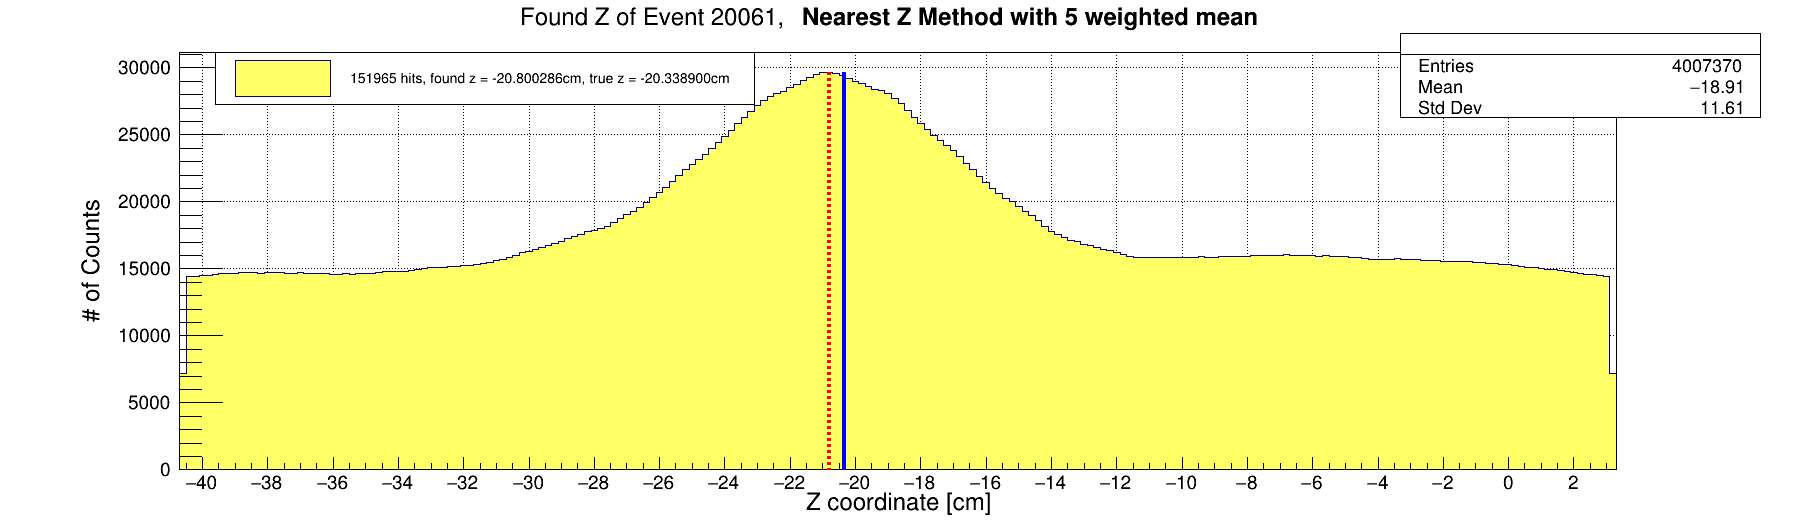 Found Z of Event 20061, Nearest Z Method with 5 weighted mean
151965 hits, found z = -20.800286cm, true z = -20.338900cm
Entries 4007370
Mean −18.91
Std Dev 11.61
# of Counts
30000
25000
20000
15000
10000
5000
0
−40 −38 −36 −34 −32 −30 −28 −26 −24 −22 −20 −18 −16 −14 −12 −10 −8 −6 −4 −2 0 2
Z coordinate [cm]